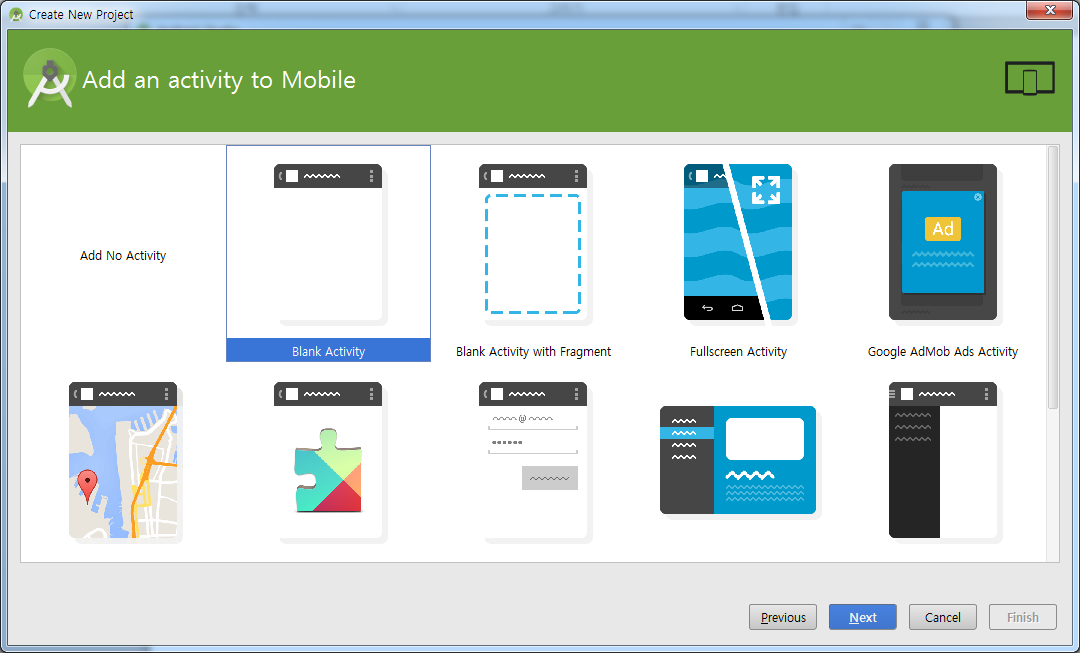 Create New Project
Add an activity to Mobile
Ad
Add No Activity
Blank Activity
Blank Activity with Fragment
Fullscreen Activity
Google AdMob Ads Activity
@
Previous
Next
Cancel
Finish